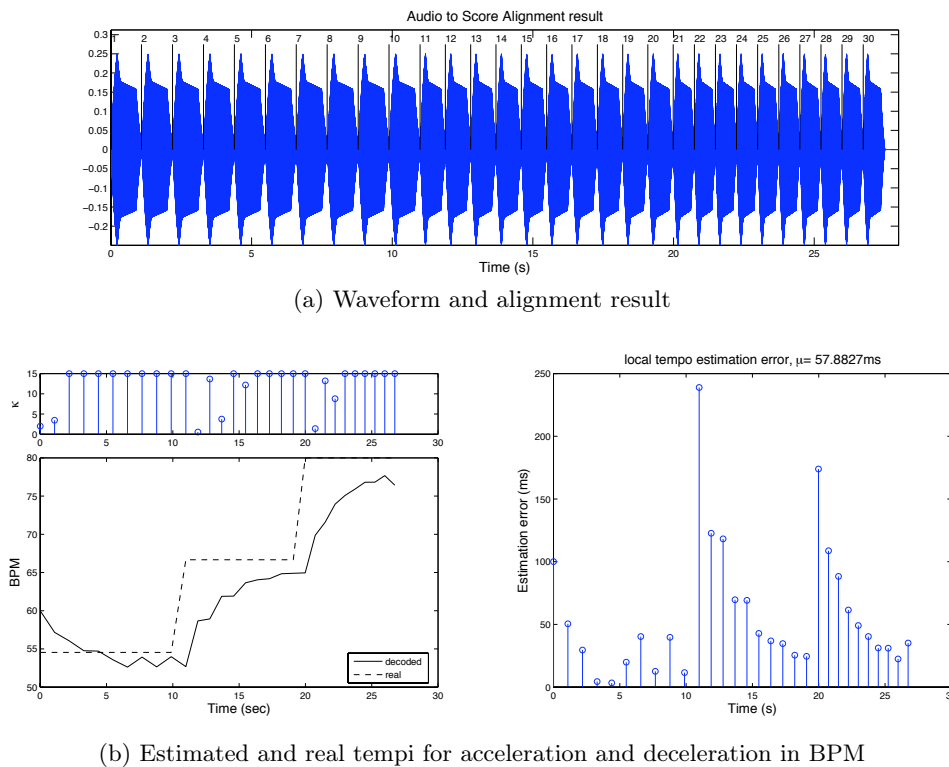 Audio to Score Alignment result
0.3
1 2 3 4 5 6 7 8 9 10 11 12 13 14 15 16 17 18 19 20 21 22 23 24 25 26 27 28 29 30
0.25
0.2
0.15
0.1
0.05
0
−0.05
−0.1
−0.15
−0.2
0 5 10 15 20 25
Time (s)
(a) Waveform and alignment result
15
10
5
0
κ
0 5 10 15 20 25 30
80
75
70
65
60
55
50
BPM
decoded
real
0 5 10 15 20 25 30
Time (sec)
local tempo estimation error, μ= 57.8827ms
250
200
150
100
50
0
Estimation error (ms)
0 5 10 15 20 25 3
Time (s)
(b) Estimated and real tempi for acceleration and deceleration in BPM